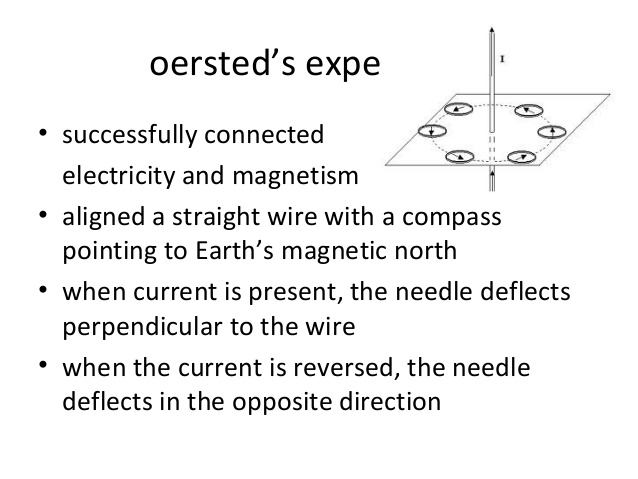 oersted’s expe
I
• successfully connected
electricity and magnetism
• aligned a straight wire with a compass
pointing to Earth’s magnetic north
• when current is present, the needle deflects
perpendicular to the wire
• when the current is reversed, the needle
deflects in the opposite direction